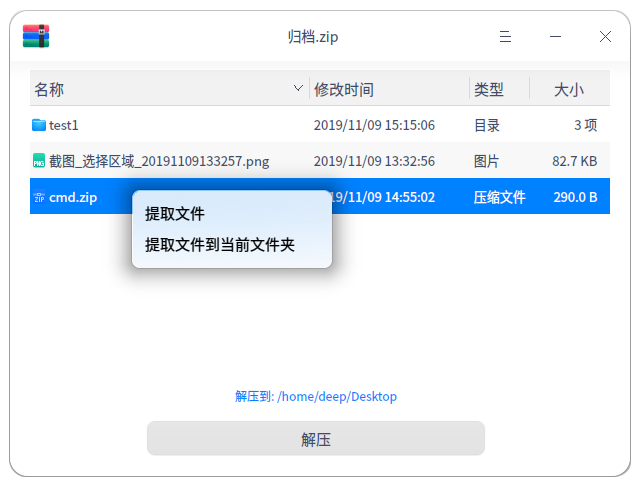 归档.zip
名称 修改时间 类型 大小
test1 2019/11/09 15:15:06 目录 3 项
截图_选择区域_20191109133257.png 2019/11/09 13:32:56 图片 82.7 KB
cmd.zip 19/11/09 14:55:02 压缩文件 290.0 B
提取文件
提取文件到当前文件夹
解压到: /home/deep/Desktop
解压